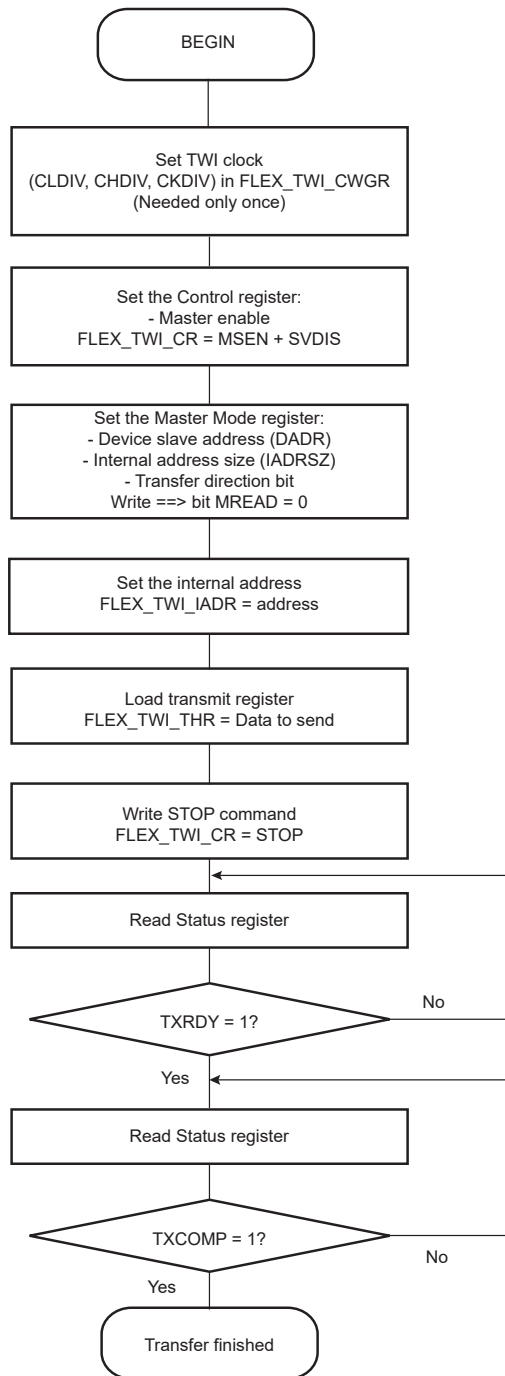 BEGIN
Set TWI clock
(CLDIV, CHDIV, CKDIV) in FLEX_TWI_CWGR
(Needed only once)
Set the Control register:
- Master enable
FLEX_TWI_CR = MSEN + SVDIS
Set the Master Mode register:
- Device slave address (DADR)
- Internal address size (IADRSZ)
- Transfer direction bit
Write ==> bit MREAD = 0
Set the internal address
FLEX_TWI_IADR = address
Load transmit register
FLEX_TWI_THR = Data to send
Write STOP command
FLEX_TWI_CR = STOP
Read Status register
TXRDY = 1?
No
Yes
Read Status register
TXCOMP = 1?
No
Yes
Transfer finished